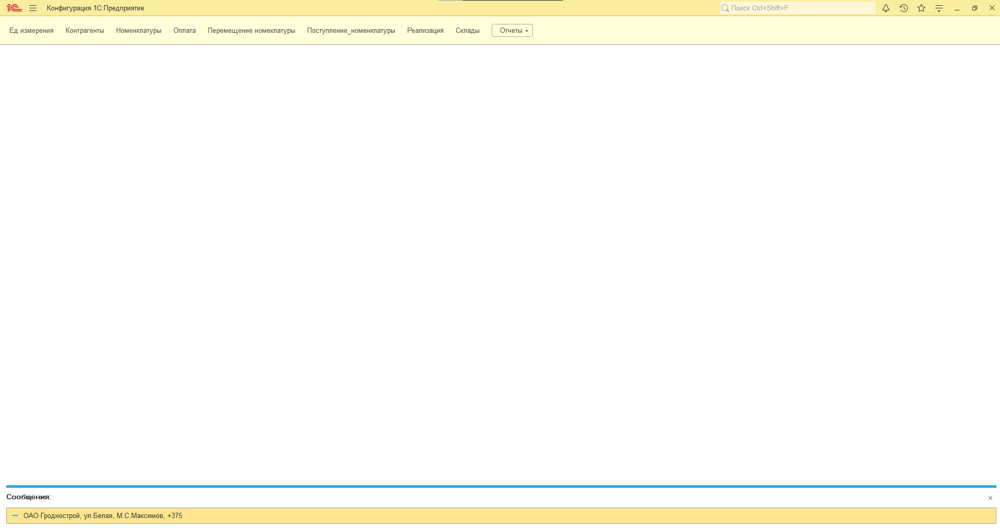 1С Конфигурация 1С:Предприятие Поиск Ctrl+Shift+F
Ед измерения Контрагенты Номенклатуры Оплата Перемещение номеклатуры Поступление_номенклатуры Реализация Склады Отчеты
Сообщения:
ОАО Гроднострой, ул.Белая, М.С.Максимов, +375